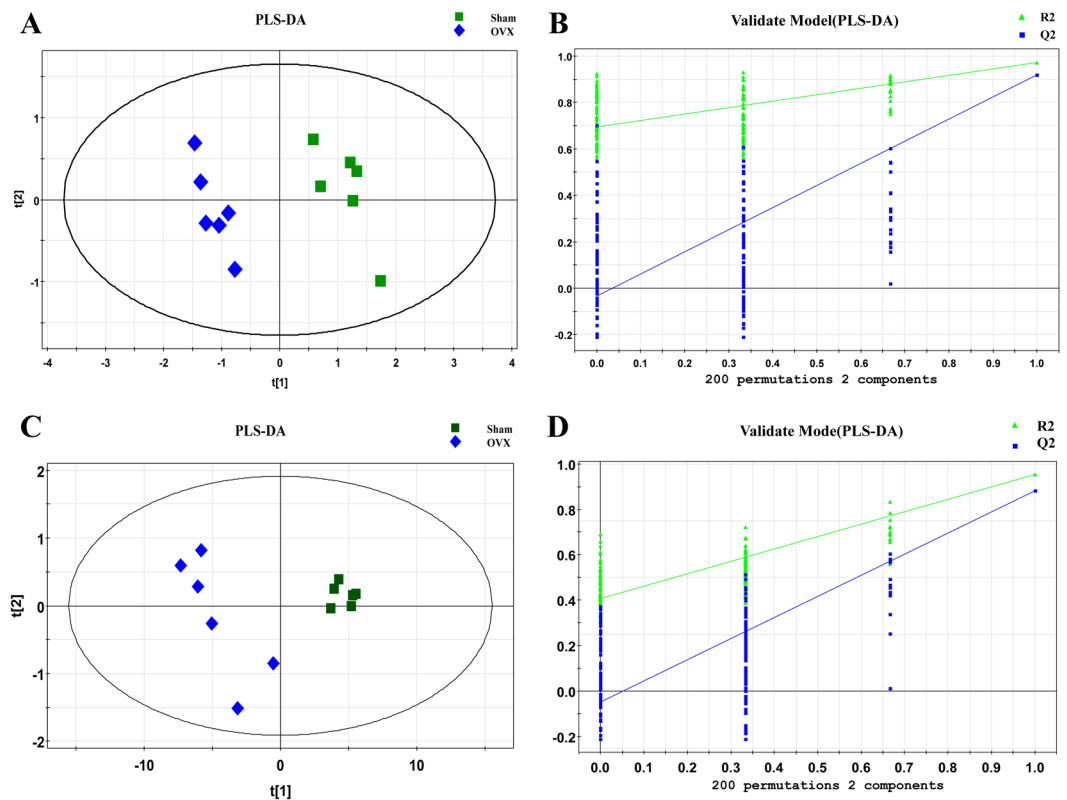 A
PLS-DA
Sham
OVX
t[2]
1
0
-1
-4
-3
-2
-1
0
1
2
3
4
t[1]
B
Validate Model(PLS-DA)
R2
Q2
1.0
0.8
0.6
0.4
0.2
0.0
-0.2
0.0
0.1
0.2
0.3
0.4
0.5
0.6
0.7
0.8
0.9
1.0
200 permutations 2 components
C
PLS-DA
Sham
OVX
t[2]
2
1
0
-1
-2
-10
0
10
t[1]
D
Validate Mode(PLS-DA)
R2
Q2
1.0
0.8
0.6
0.4
0.2
0.0
-0.2
0.0
0.1
0.2
0.3
0.4
0.5
0.6
0.7
0.8
0.9
1.0
200 permutations 2 components